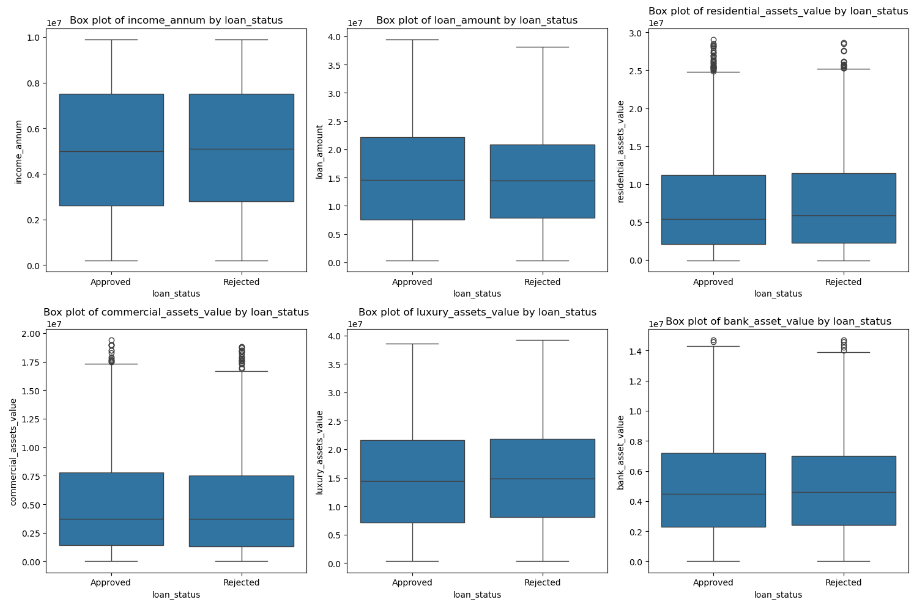 Box plot of income_annum by loan_status
1e7
1.0
0.8
0.6
0.4
0.2
0.0
income_annum
Approved Rejected
loan_status
Box plot of loan_amount by loan_status
1e7
4.0
3.5
3.0
2.5
2.0
1.5
1.0
0.5
0.0
loan_amount
Approved Rejected
loan_status
Box plot of residential_assets_value by loan_status
1e7
3.0
2.5
2.0
1.5
1.0
0.5
0.0
residential_assets_value
Approved Rejected
loan_status
Box plot of commercial_assets_value by loan_status
1e7
2.00
1.75
1.50
1.25
1.00
0.75
0.50
0.25
0.00
commercial_assets_value
Approved Rejected
loan_status
Box plot of luxury_assets_value by loan_status
1e7
4.0
3.5
3.0
2.5
2.0
1.5
1.0
0.5
0.0
luxury_assets_value
Approved Rejected
loan_status
Box plot of bank_asset_value by loan_status
1e7
1.4
1.2
1.0
0.8
0.6
0.4
0.2
0.0
bank_asset_value
Approved Rejected
loan_status